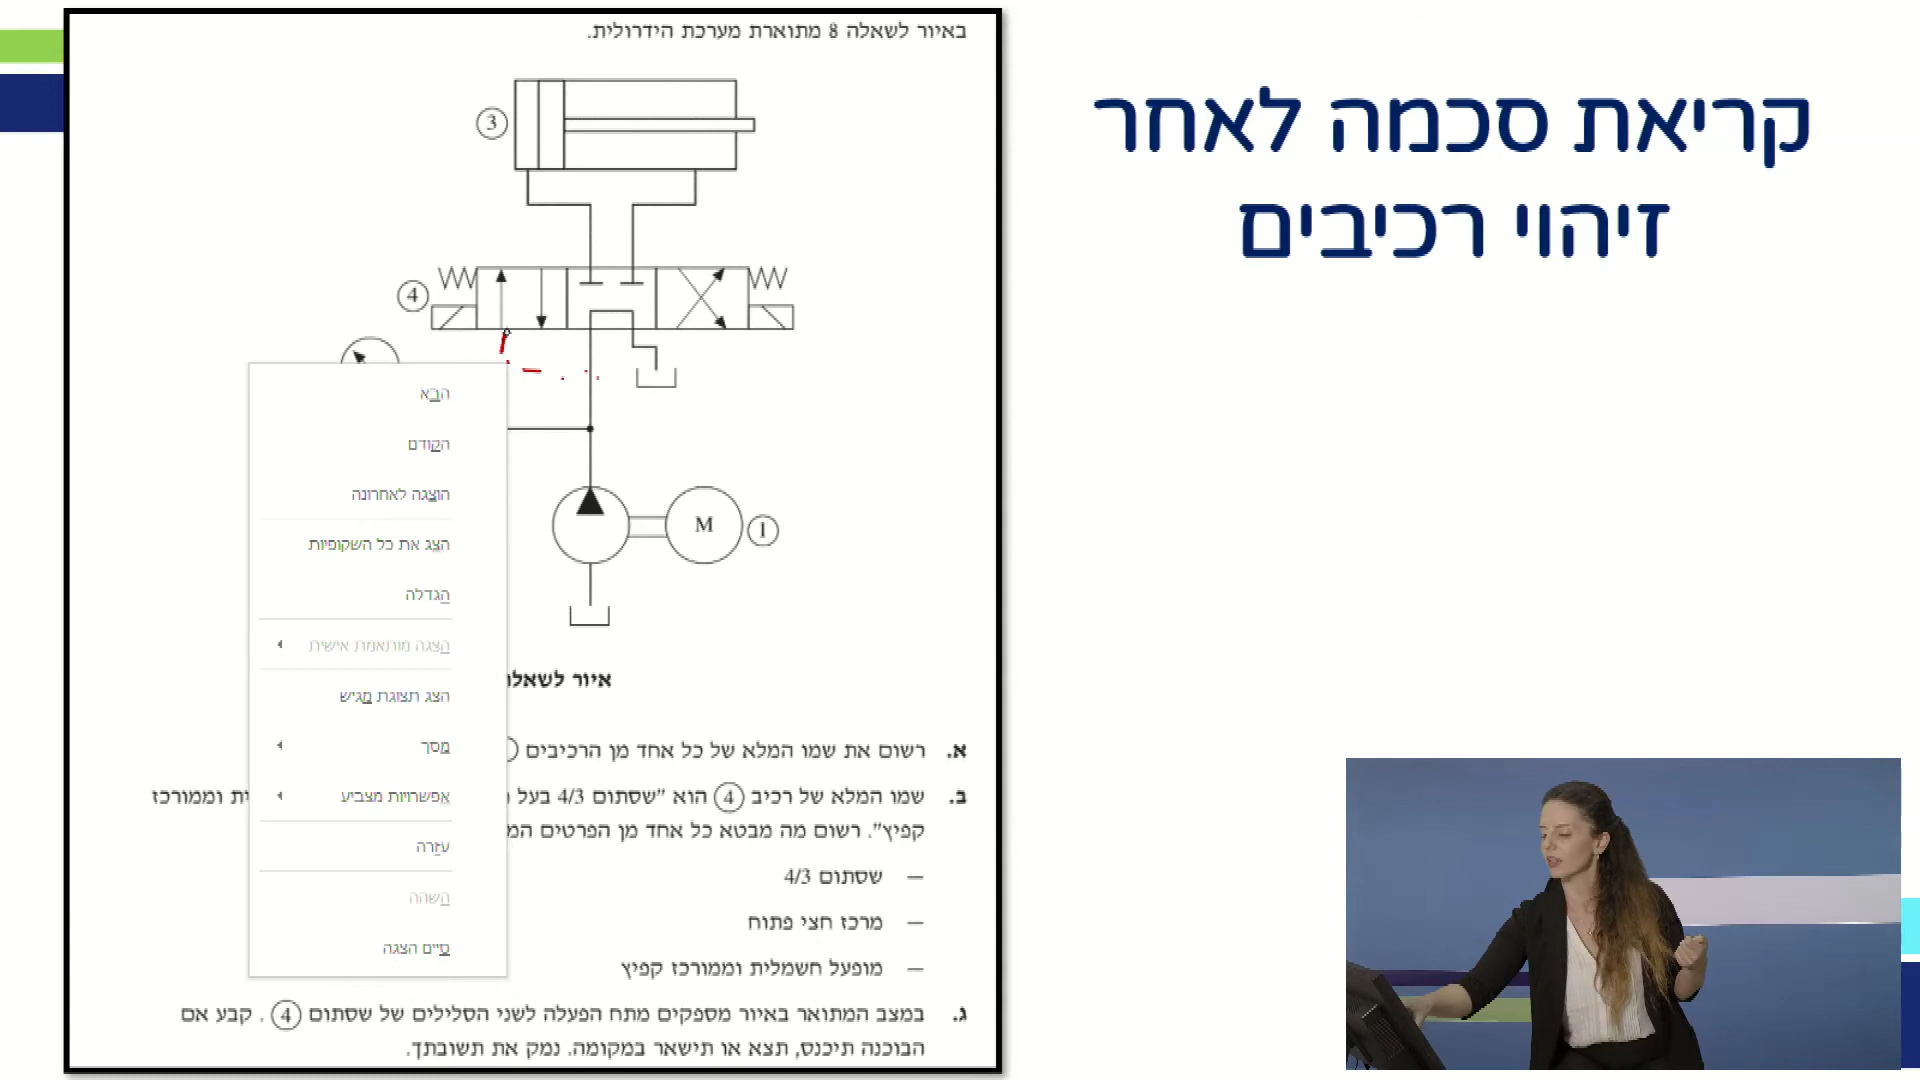 באיור לשאלה 8 מתוארת מערכת הידרולית.
3
4
M
1
איור לשאלה
א. רשום את שמו המלא של כל אחד מן הרכיבים
ב. שמו המלא של רכיב 4 הוא "שסתום 4/3 בעל ית וממורכז
קפיץ". רשום מה מבטא כל אחד מן הפרטים
— שסתום 4/3
— מרכז חצי פתוח
— מופעל חשמלית וממורכז קפיץ
ג. במצב המתואר באיור מספקים מתח הפעלה לשני הסלילים של שסתום 4 . קבע אם
הבוכנה תיכנס, תצא או תישאר במקומה. נמק את תשובתך.
הבא
הקודם
הוצגה לאחרונה
הצג את כל השקופיות
הגדלה
הצגה מותאמת אישית
הצג תצוגת מגיש
מסך
אפשרויות מצביע
עזרה
השהה
סיים הצגה
קריאת סכמה לאחר
זיהוי רכיבים